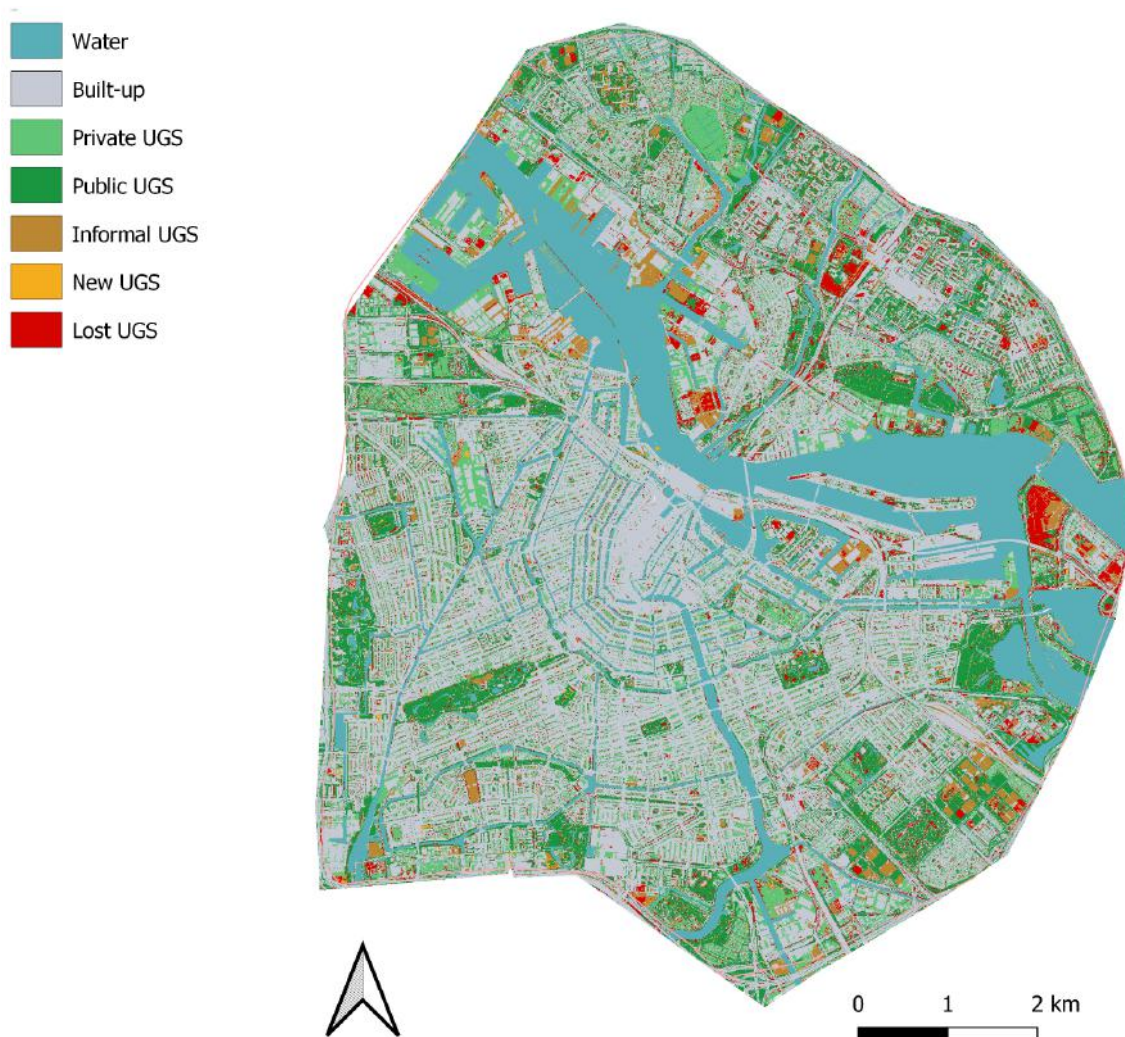 Water
Built-up
Private UGS
Public UGS
Informal UGS
New UGS
Lost UGS
0 1 2 km